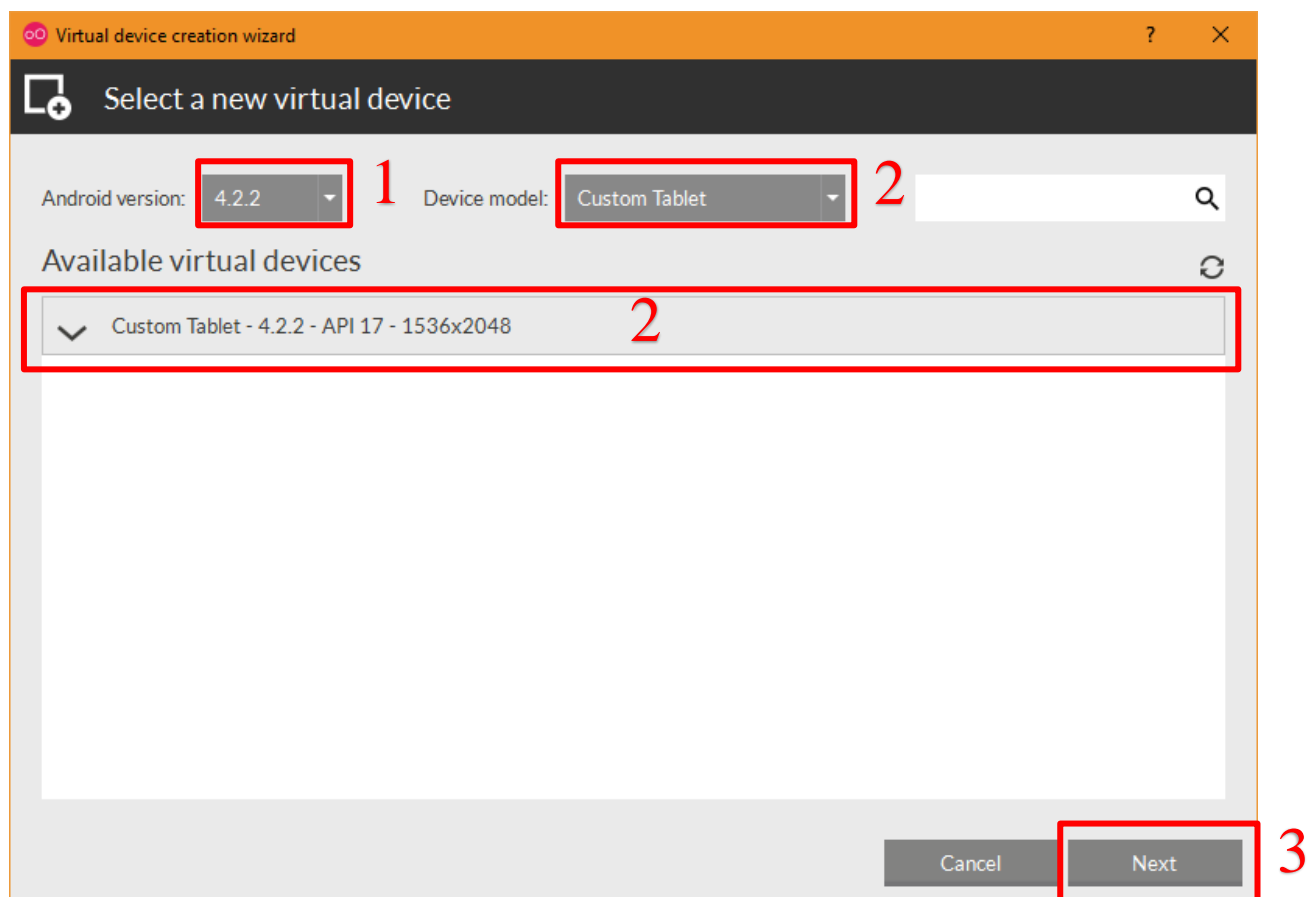 Virtual device creation wizard ?
Select a new virtual device
Android version: 4.2.2 1 Device model: Custom Tablet 2
Available virtual devices
Custom Tablet - 4.2.2 - API 17 - 1536x2048 2
Cancel Next 3